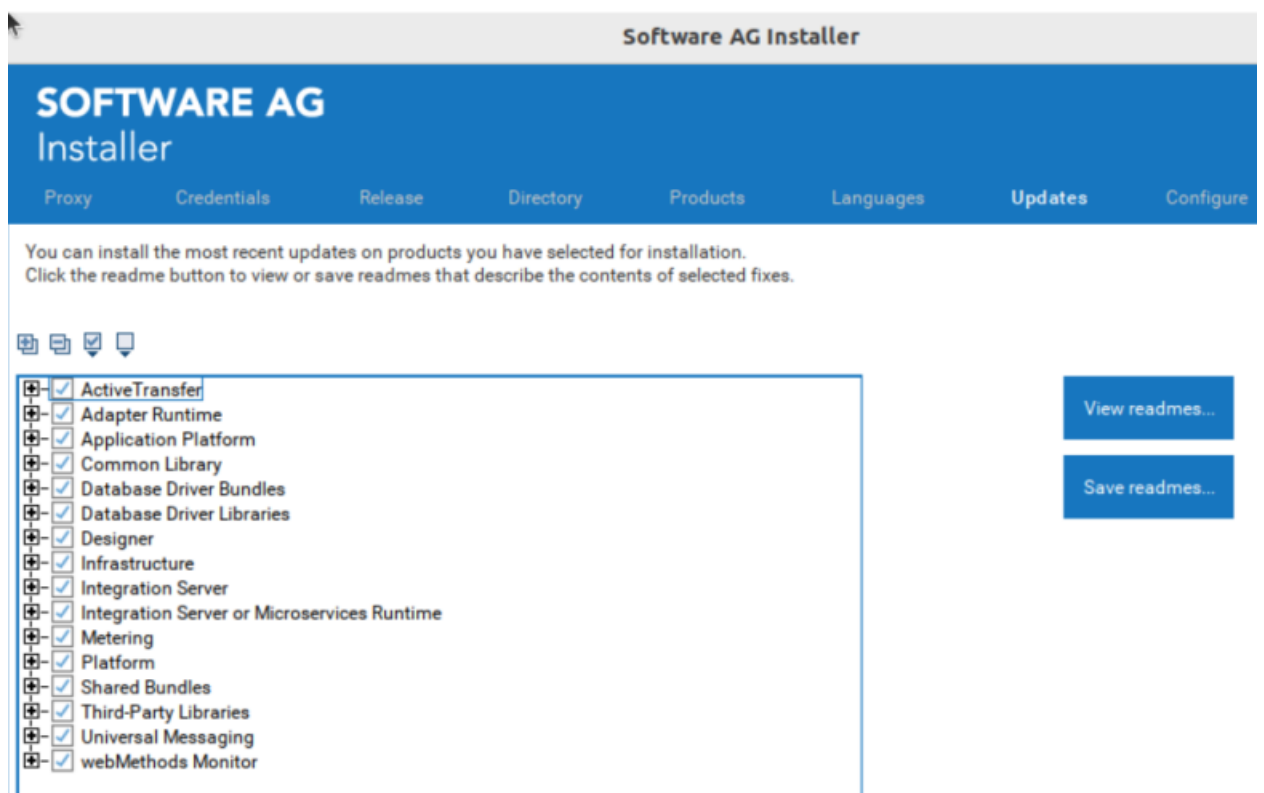 Software AG Installer
SOFTWARE AG
Installer
Proxy Credentials Release Directory Products Languages Updates Configure
You can install the most recent updates on products you have selected for installation.
Click the readme button to view or save readmes that describe the contents of selected fixes.
ActiveTransfer
Adapter Runtime
Application Platform
Common Library
Database Driver Bundles
Database Driver Libraries
Designer
Infrastructure
Integration Server
Integration Server or Microservices Runtime
Metering
Platform
Shared Bundles
Third-Party Libraries
Universal Messaging
webMethods Monitor
View readmes...
Save readmes...